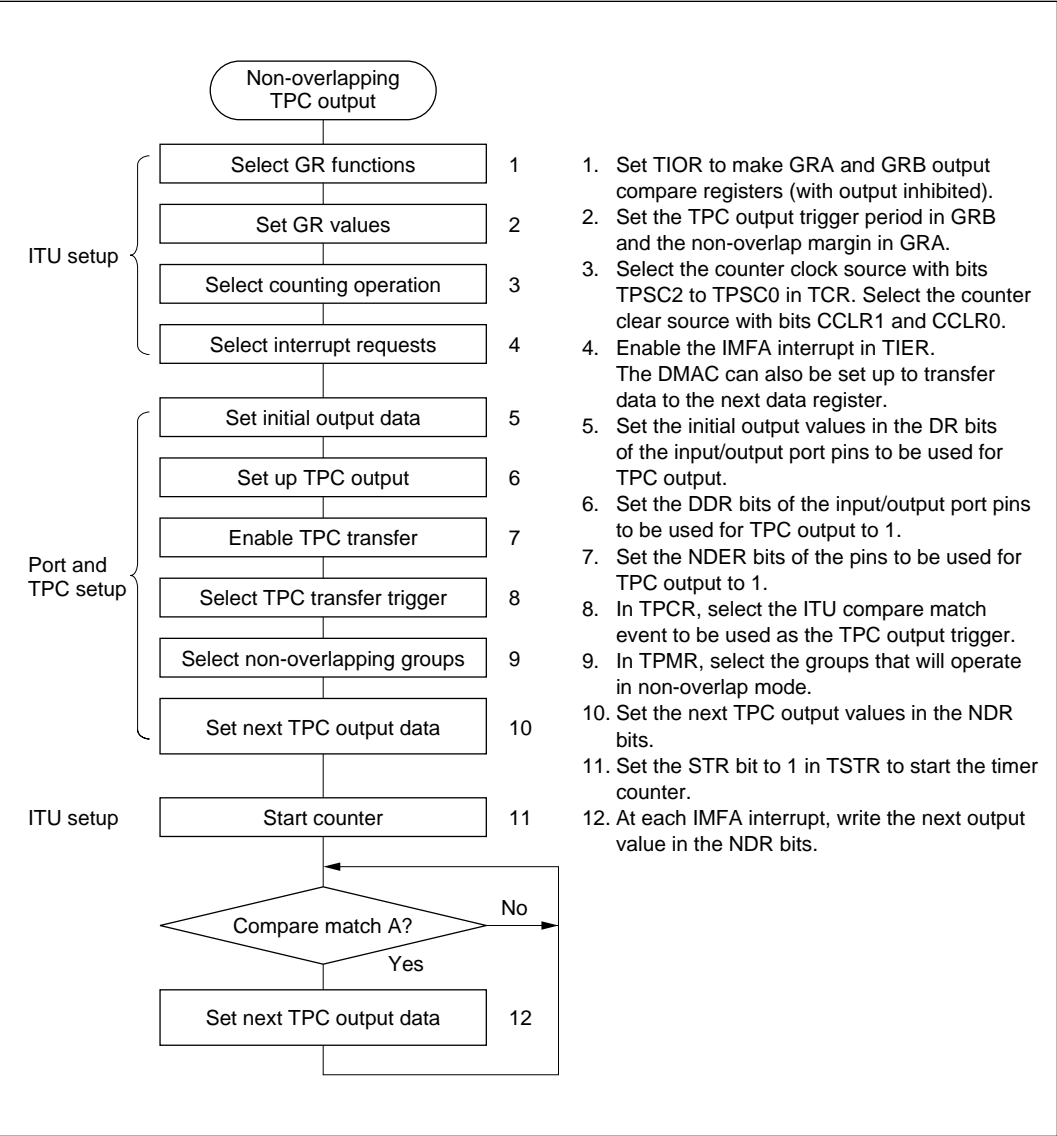 Non-overlapping
TPC output
ITU setup
Select GR functions 1
Set GR values 2
Select counting operation 3
Select interrupt requests 4
Port and
TPC setup
Set initial output data 5
Set up TPC output 6
Enable TPC transfer 7
Select TPC transfer trigger 8
Select non-overlapping groups 9
Set next TPC output data 10
ITU setup
Start counter 11
Compare match A?
No
Yes
Set next TPC output data 12
1. Set TIOR to make GRA and GRB output
compare registers (with output inhibited).
2. Set the TPC output trigger period in GRB
and the non-overlap margin in GRA.
3. Select the counter clock source with bits
TPSC2 to TPSC0 in TCR. Select the counter
clear source with bits CCLR1 and CCLR0.
4. Enable the IMFA interrupt in TIER.
The DMAC can also be set up to transfer
data to the next data register.
5. Set the initial output values in the DR bits
of the input/output port pins to be used for
TPC output.
6. Set the DDR bits of the input/output port pins
to be used for TPC output to 1.
7. Set the NDER bits of the pins to be used for
TPC output to 1.
8. In TPCR, select the ITU compare match
event to be used as the TPC output trigger.
9. In TPMR, select the groups that will operate
in non-overlap mode.
10. Set the next TPC output values in the NDR
bits.
11. Set the STR bit to 1 in TSTR to start the timer
counter.
12. At each IMFA interrupt, write the next output
value in the NDR bits.